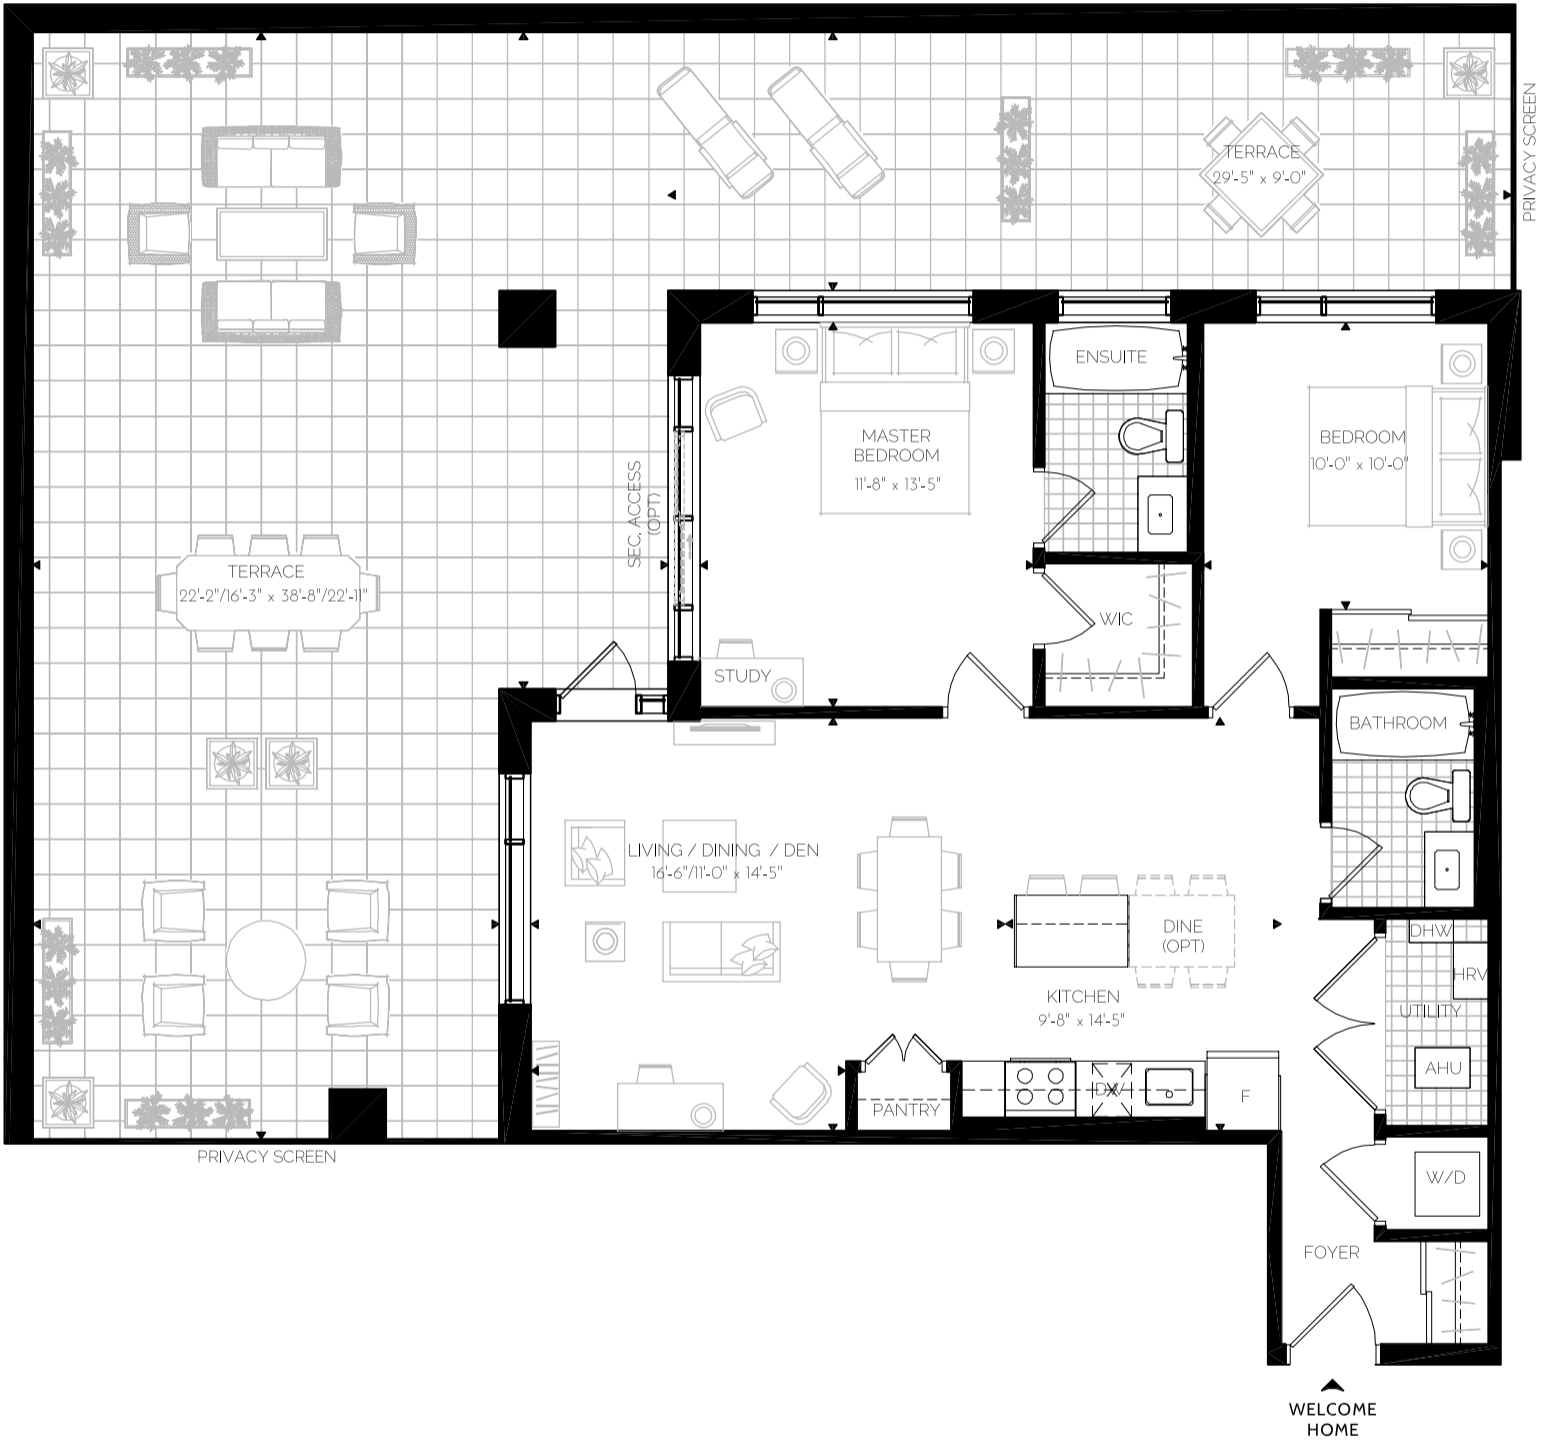 PRIVACY SCREEN
TERRACE
29'-5" x 9'-0"
ENSUITE
MASTER
BEDROOM
11'-8" x 13'-5"
BEDROOM
10'-0" x 10'-0"
SEC. ACCESS
(OPT)
TERRACE
22'-2"/16'-3" x 38'-8"/22'-11"
WIC
STUDY
BATHROOM
LIVING / DINING / DEN
16'-6"/11'-0" x 14'-5"
DINE
(OPT)
DHW
HRV
KITCHEN
9'-8" x 14'-5"
UTILITY
AHU
DW
F
PANTRY
PRIVACY SCREEN
W/D
FOYER
WELCOME
HOME